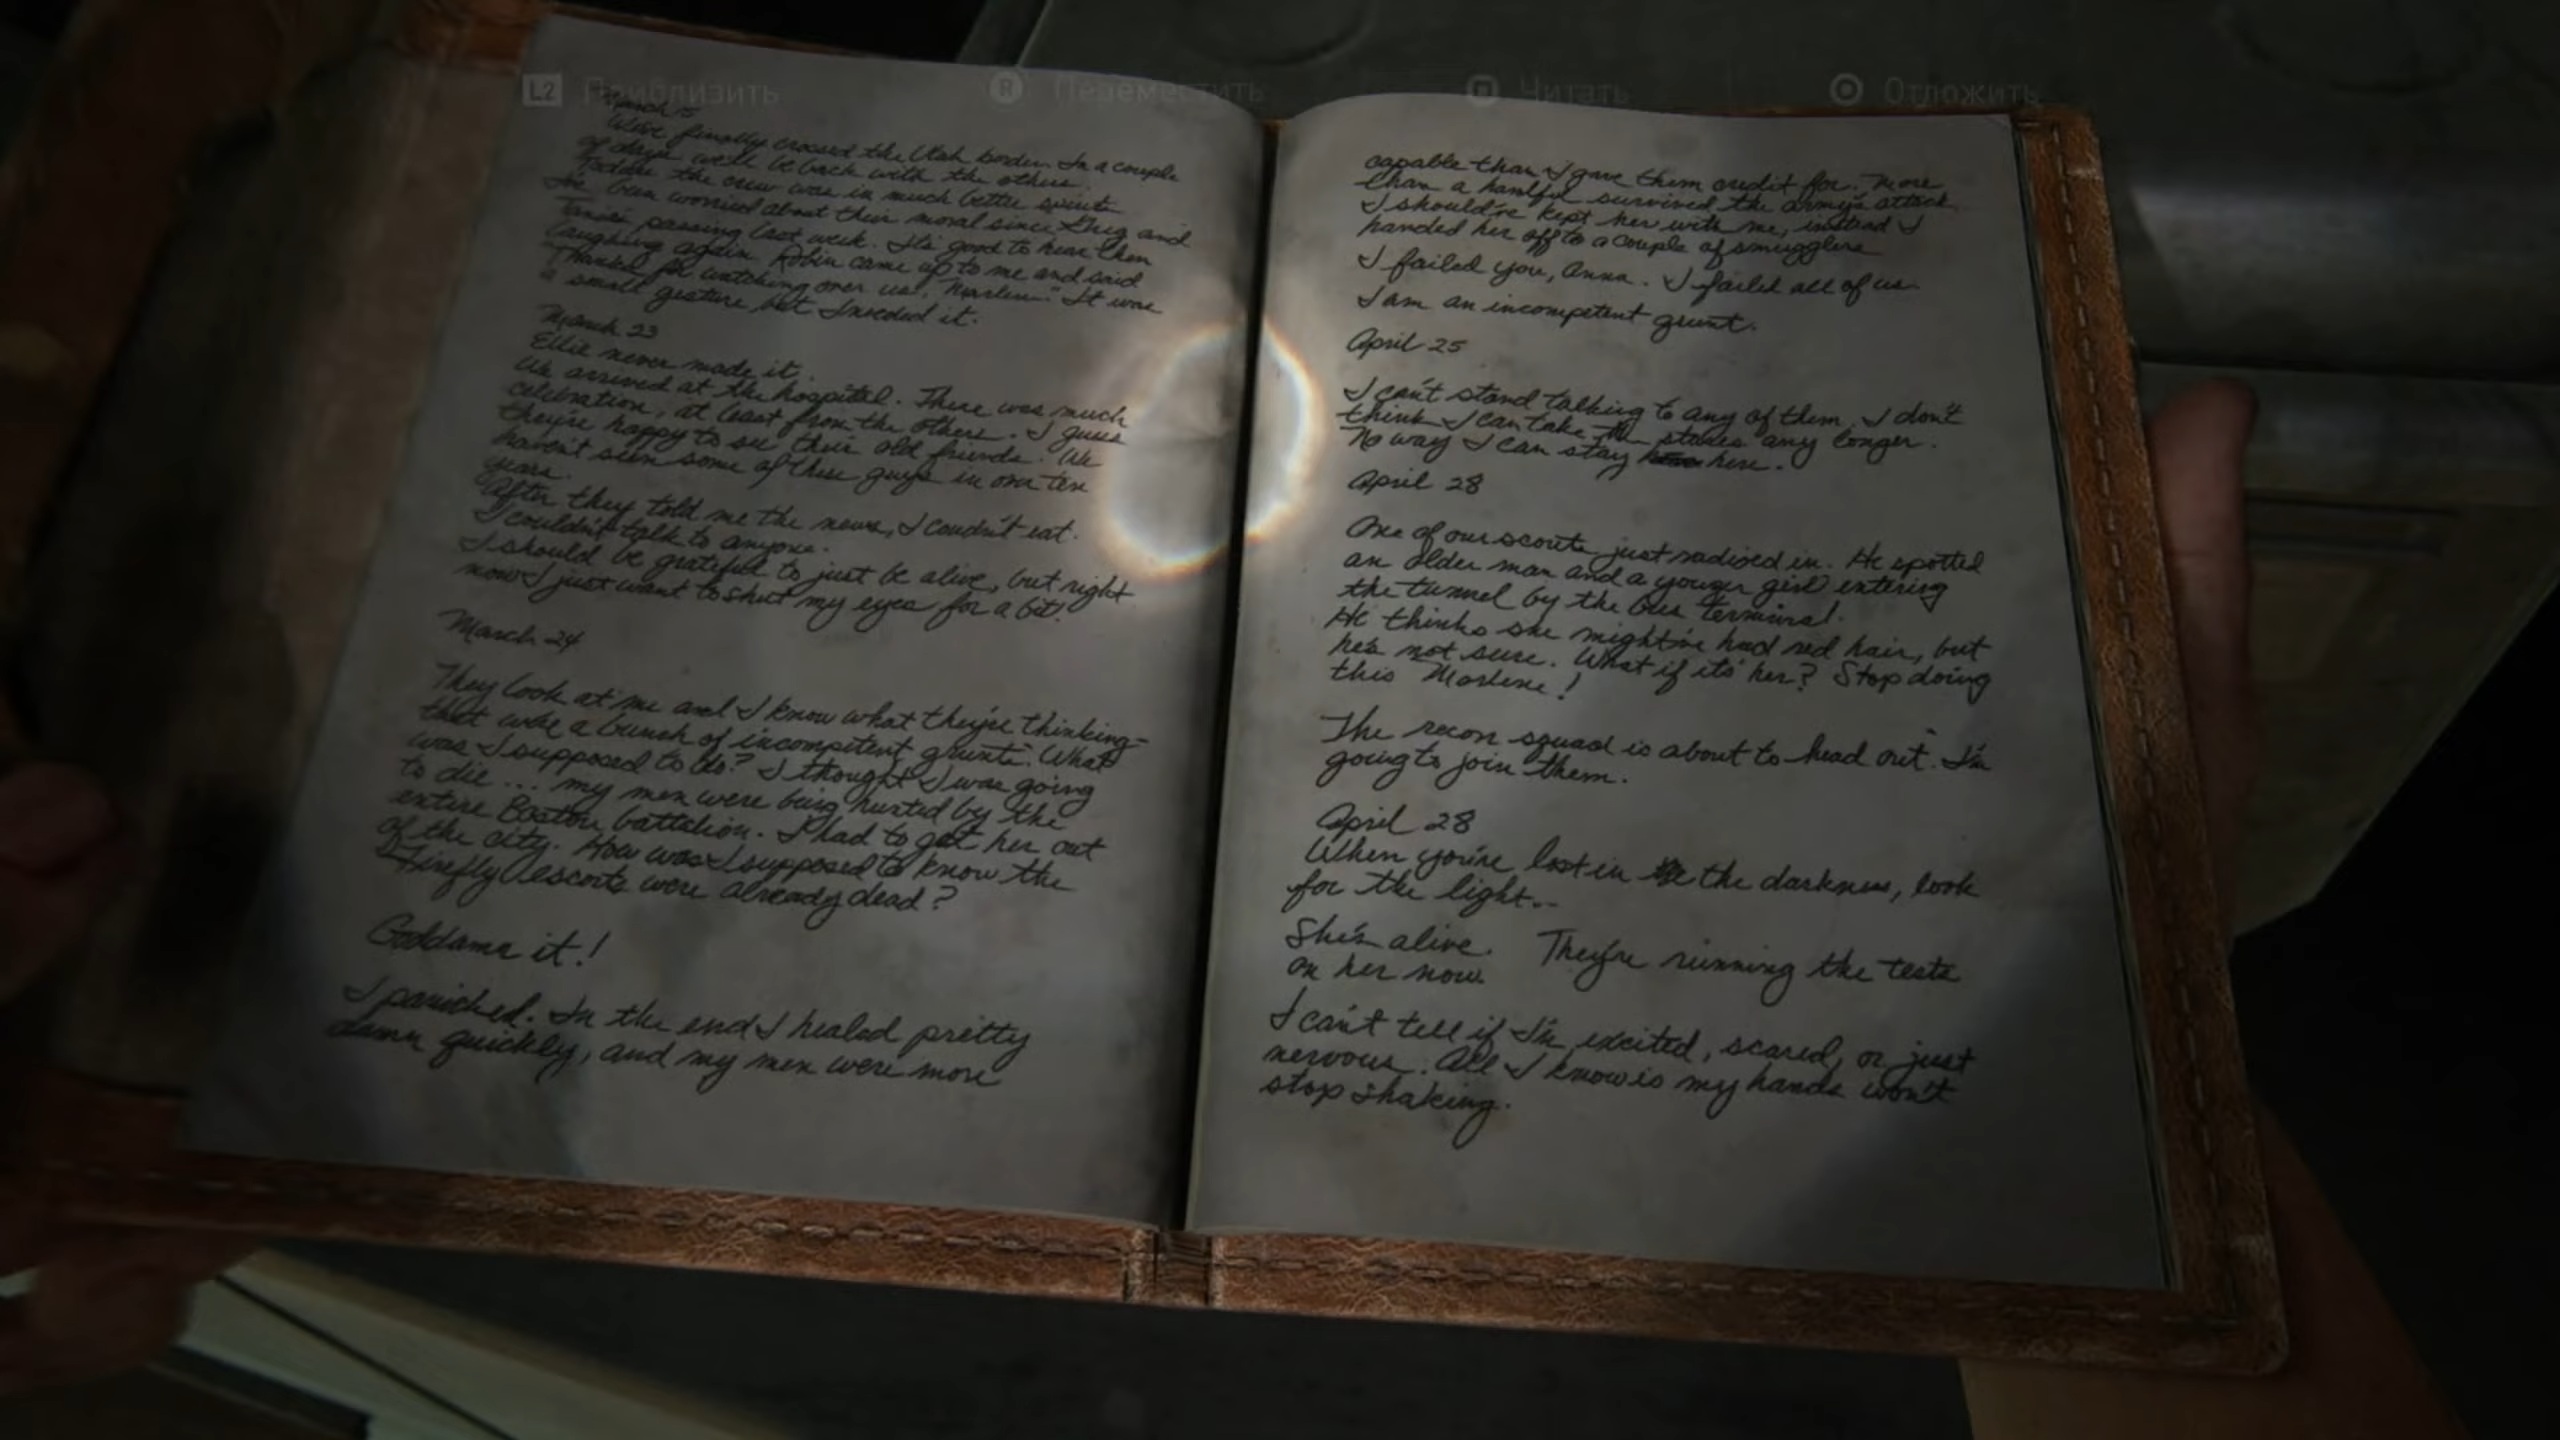 L2 Приблизить R Переместить Читать Отложить
March 15
We've finally crossed the Utah border. In a couple
of days we'll be back with the others.
Today the crew was in much better spirits
I've been worried about their moral since Greg and
passing last week. It's good to hear them
laughing again. Robin came up to me and said
"Thanks for watching over us, Marlene." It was
a small gesture but I needed it.
March 23
Ellie never made it.
We arrived at the hospital. There was much
celebration, at least from the others. I guess
they're happy to see their old friends. We
haven't seen some of these guys in over ten
years.
After they told me the news, I coudn't eat.
I couldn't talk to anyone.
I should be grateful to just be alive, but right
now I just want to shut my eyes for a bit.
March 24
They look at me and I know what they're thinking-
that we're a bunch of incompitent grunts. What
was I supposed to do? I thought I was going
to die ... my men were being hunted by the
entire Boston battalion. I had to get her out
of the city. How was I supposed to know the
Firefly escorts were already dead?
Goddamn it!
I panicked. In the end I healed pretty
damn quickly, and my men were more
capable than I gave them credit for. More
than a handful survived the army's attack.
I should've kept her with me, instead I
handed her off to a couple of smugglers
I failed you, Anna. I failed all of us.
I am an incompetent grunt.
April 25
I can't stand talking to any of them. I don't
think I can take the stares any longer.
No way I can stay here.
April 28
One of our scouts just radioed in. He spotted
an older man and a younger girl entering
the tunnel by the bus terminal.
He thinks she might've had red hair, but
he's not sure. What if it's her? Stop doing
this Marlene!
The recon squad is about to head out. I'm
going to join them.
April 28
When you're lost in the darkness, look
for the light...
She's alive. They're running the tests
on her now.
I can't tell if I'm excited, scared, or just
nervous. All I know is my hands won't
stop shaking.